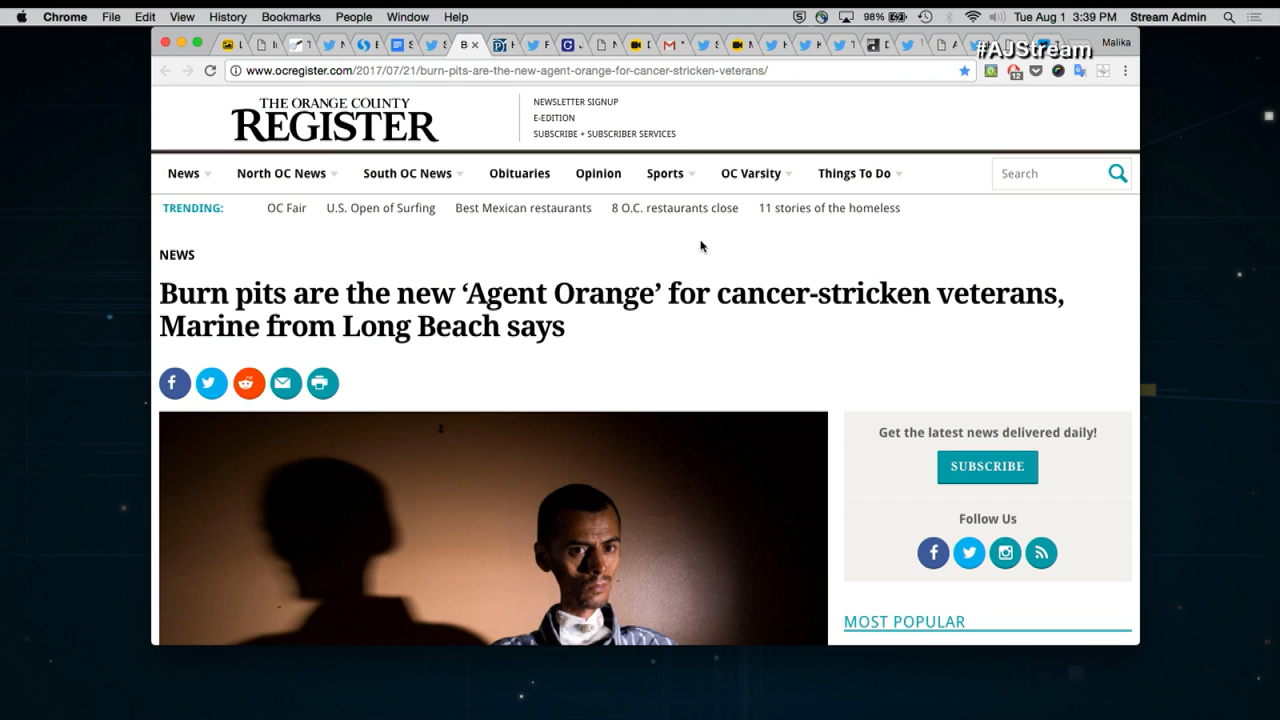 Chrome File Edit View History Bookmarks People Window Help
98% Tue Aug 1 3:39 PM Stream Admin
Malika
#AJStream
www.ocregister.com/2017/07/21/burn-pits-are-the-new-agent-orange-for-cancer-stricken-veterans/
12
THE ORANGE COUNTY
REGISTER
NEWSLETTER SIGNUP
E-EDITION
SUBSCRIBE + SUBSCRIBER SERVICES
News North OC News South OC News Obituaries Opinion Sports OC Varsity Things To Do Search
TRENDING: OC Fair U.S. Open of Surfing Best Mexican restaurants 8 O.C. restaurants close 11 stories of the homeless
NEWS
Burn pits are the new ‘Agent Orange’ for cancer-stricken veterans,
Marine from Long Beach says
Get the latest news delivered daily!
SUBSCRIBE
Follow Us
MOST POPULAR